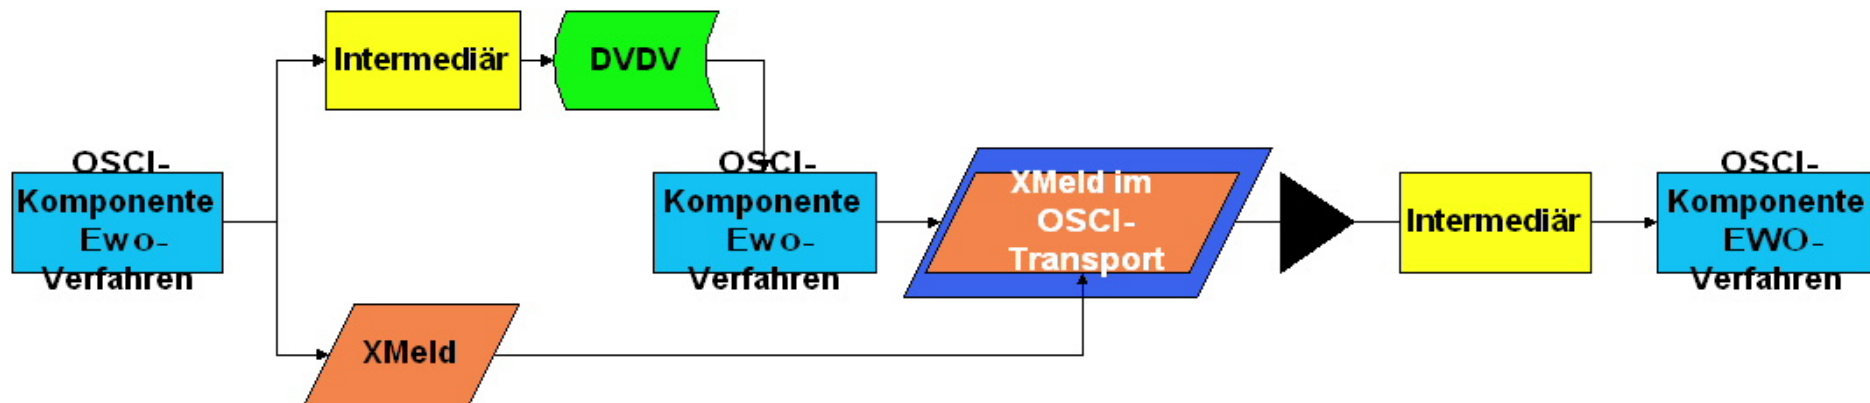 Intermediär
DVDV
OSCI-
Komponente
Ewo-
Verfahren
OSCI-
Komponente
Ewo-
Verfahren
XMeld im
OSCI-
Transport
Intermediär
OSCI-
Komponente
EWO-
Verfahren
XMeld